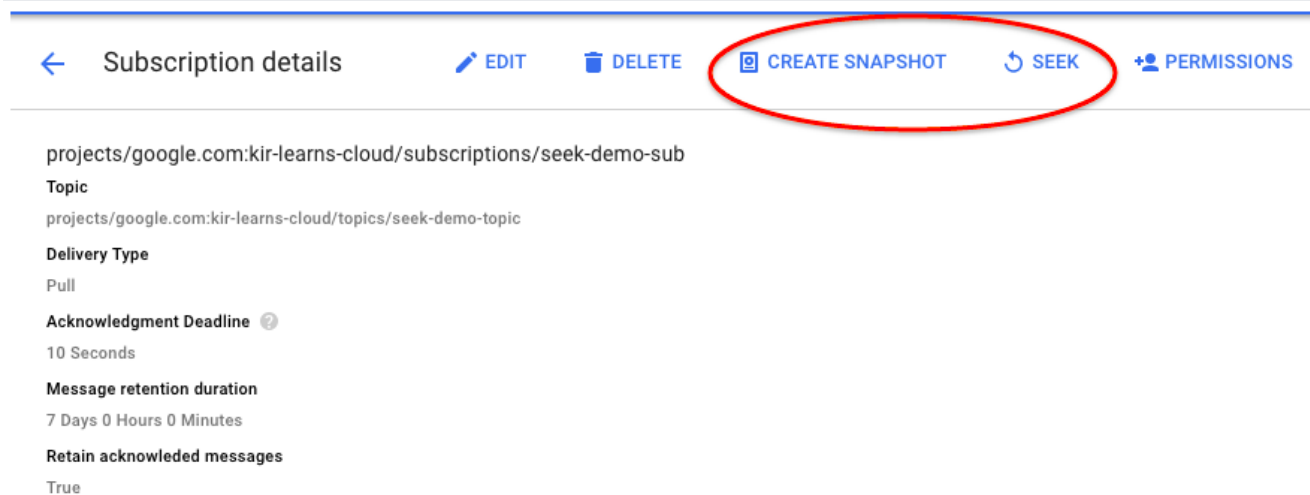 Subscription details EDIT DELETE CREATE SNAPSHOT SEEK PERMISSIONS
projects/google.com:kir-learns-cloud/subscriptions/seek-demo-sub
Topic
projects/google.com:kir-learns-cloud/topics/seek-demo-topic
Delivery Type
Pull
Acknowledgment Deadline ?
10 Seconds
Message retention duration
7 Days 0 Hours 0 Minutes
Retain acknowleded messages
True